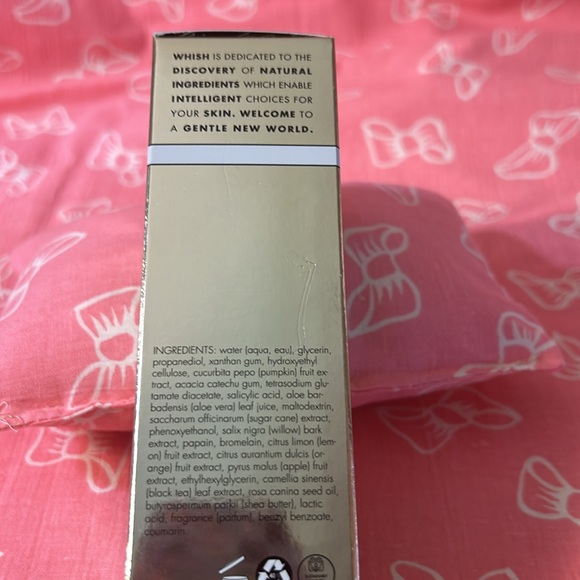 WHISH IS DEDICATED TO THE
DISCOVERY OF NATURAL
INGREDIENTS WHICH ENABLE
INTELLIGENT CHOICES FOR
YOUR SKIN. WELCOME TO
A GENTLE NEW WORLD.
INGREDIENTS: water (aqua, eau), glycerin,
propanediol, xanthan gum, hydroxyethyl
cellulose, cucurbita pepo (pumpkin) fruit ex-
tract, acacia catechu gum, tetrasodium glu-
tamate diacetate, salicylic acid, aloe bar-
badensis (aloe vera) leaf juice, maltodextrin,
saccharum officinarum (sugar cane) extract,
phenoxyethanol, salix nigra (willow) bark
extract, papain, bromelain, citrus limon (lem-
on) fruit extract, citrus aurantium dulcis (or-
ange) fruit extract, pyrus malus (apple) fruit
extract, ethylhexylglycerin, camellia sinensis
(black tea) leaf extract, rosa canina seed oil,
butyrospermum parkii (shea butter), lactic
acid, fragrance (parfum), benzyl benzoate,
coumarin.